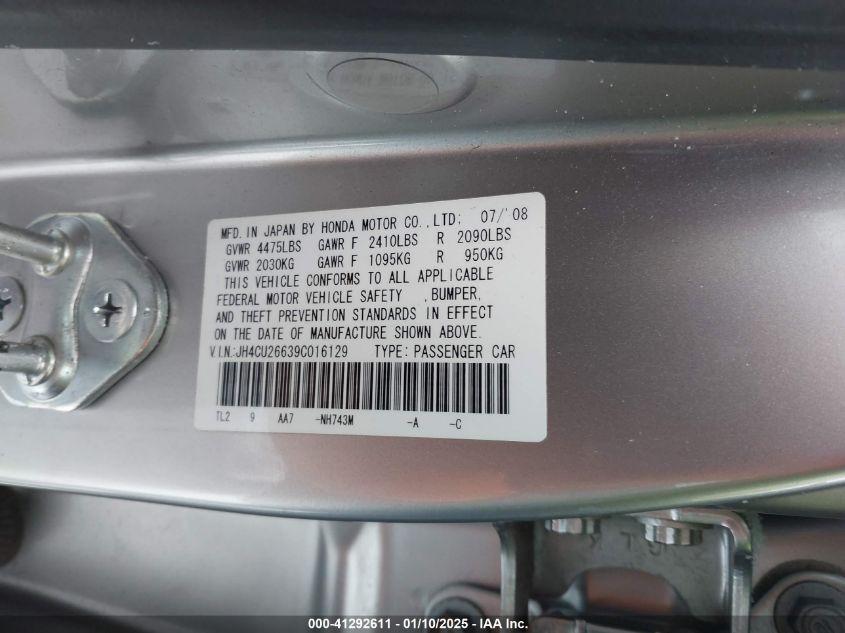 MFD. IN JAPAN BY HONDA MOTOR CO., LTD; 07/'08
GVWR 4475LBS GAWR F 2410LBS R 2090LBS
GVWR 2030KG GAWR F 1095KG R 950KG
THIS VEHICLE CONFORMS TO ALL APPLICABLE
FEDERAL MOTOR VEHICLE SAFETY , BUMPER,
AND THEFT PREVENTION STANDARDS IN EFFECT
ON THE DATE OF MANUFACTURE SHOWN ABOVE.
V.I.N.:JH4CU26639C016129 TYPE: PASSENGER CAR
TL2 9 AA7 -NH743M -A -C
000-41292611 - 01/10/2025 - IAA Inc.